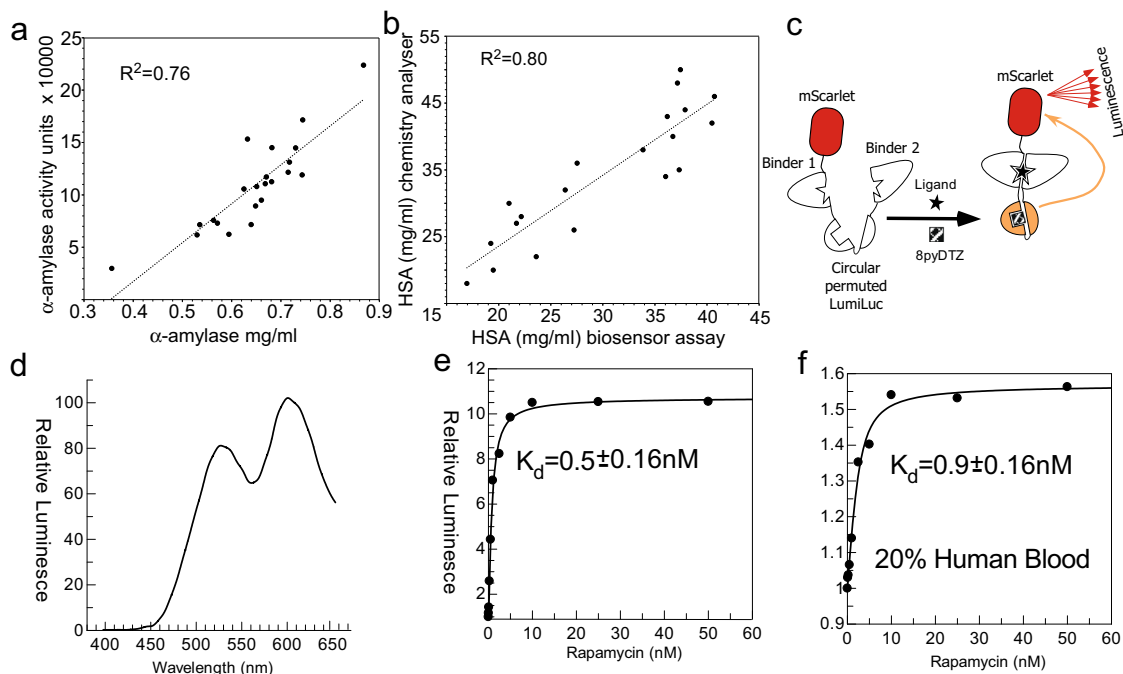 a
α-amylase activity units x 10000
25
20
15
10
5
0
R²=0.76
0.3 0.4 0.5 0.6 0.7 0.8 0.9
α-amylase mg/ml
b
HSA (mg/ml) chemistry analyser
55
45
35
25
15
R²=0.80
15 20 25 30 35 40 45
HSA (mg/ml) biosensor assay
c
mScarlet
Binder 1
Binder 2
Circular
permuted
LumiLuc
Ligand
8pyDTZ
mScarlet
Luminescence
d
Relative Luminesce
100
80
60
40
20
0
400 450 500 550 600 650
Wavelength (nm)
e
Relative Luminesce
12
10
8
6
4
2
K_d=0.5±0.16nM
0 10 20 30 40 50 60
Rapamycin (nM)
f
1.6
1.5
1.4
1.3
1.2
1.1
1
0.9
K_d=0.9±0.16nM
20% Human Blood
0 10 20 30 40 50 60
Rapamycin (nM)